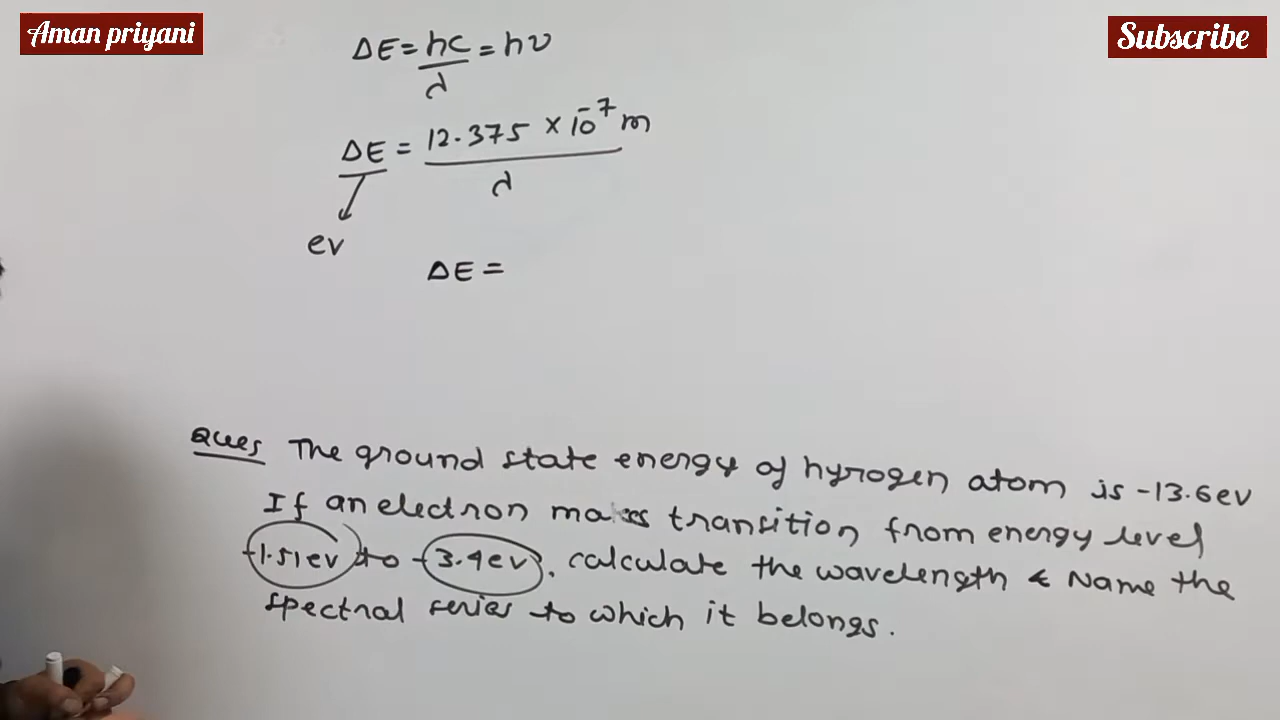 Aman priyani
Subscribe
ΔE = hc/λ = hν
ΔE = 12.375 × 10⁻⁷ m / λ
ev
ΔE =
Ques The ground state energy of hyrogen atom is -13.6ev
If an electron makes transition from energy level
-1.51ev to -3.4ev, calculate the wavelength & Name the
spectral series to which it belongs.